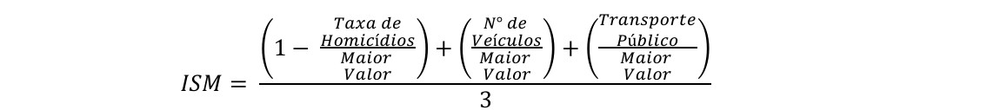 ISM = ((1 − Taxa de Homicídios / Maior Valor) + (N° de Veículos / Maior Valor) + (Transporte Público / Maior Valor)) / 3